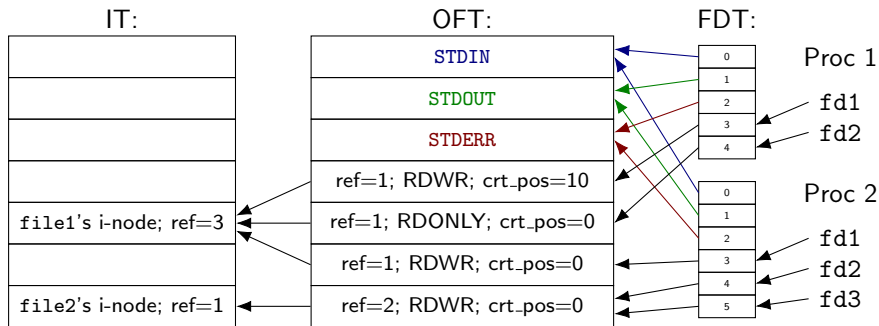 IT:
OFT:
FDT:
STDIN
STDOUT
STDERR
ref=1; RDWR; crt_pos=10
file1's i-node; ref=3
ref=1; RDONLY; crt_pos=0
ref=1; RDWR; crt_pos=0
file2's i-node; ref=1
ref=2; RDWR; crt_pos=0
0
1
2
3
4
Proc 1
fd1
fd2
0
1
2
3
4
5
Proc 2
fd1
fd2
fd3